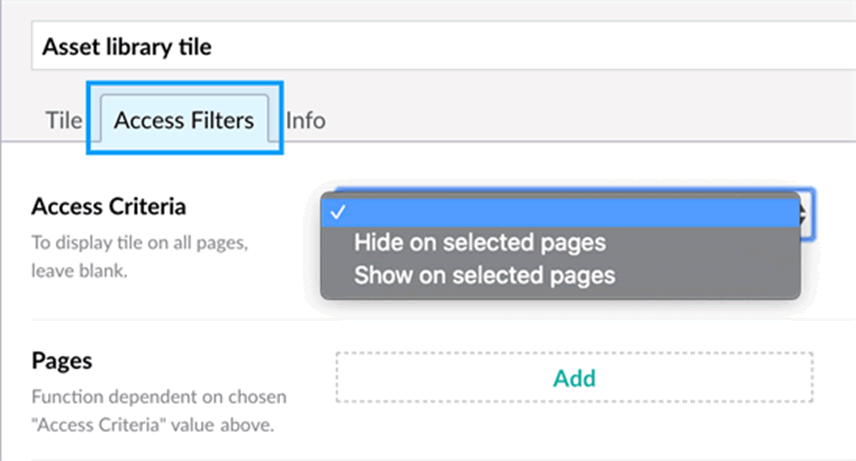 Asset library tile
Tile Access Filters Info
Access Criteria
To display tile on all pages,
leave blank.
Hide on selected pages
Show on selected pages
Pages
Function dependent on chosen
"Access Criteria" value above.
Add